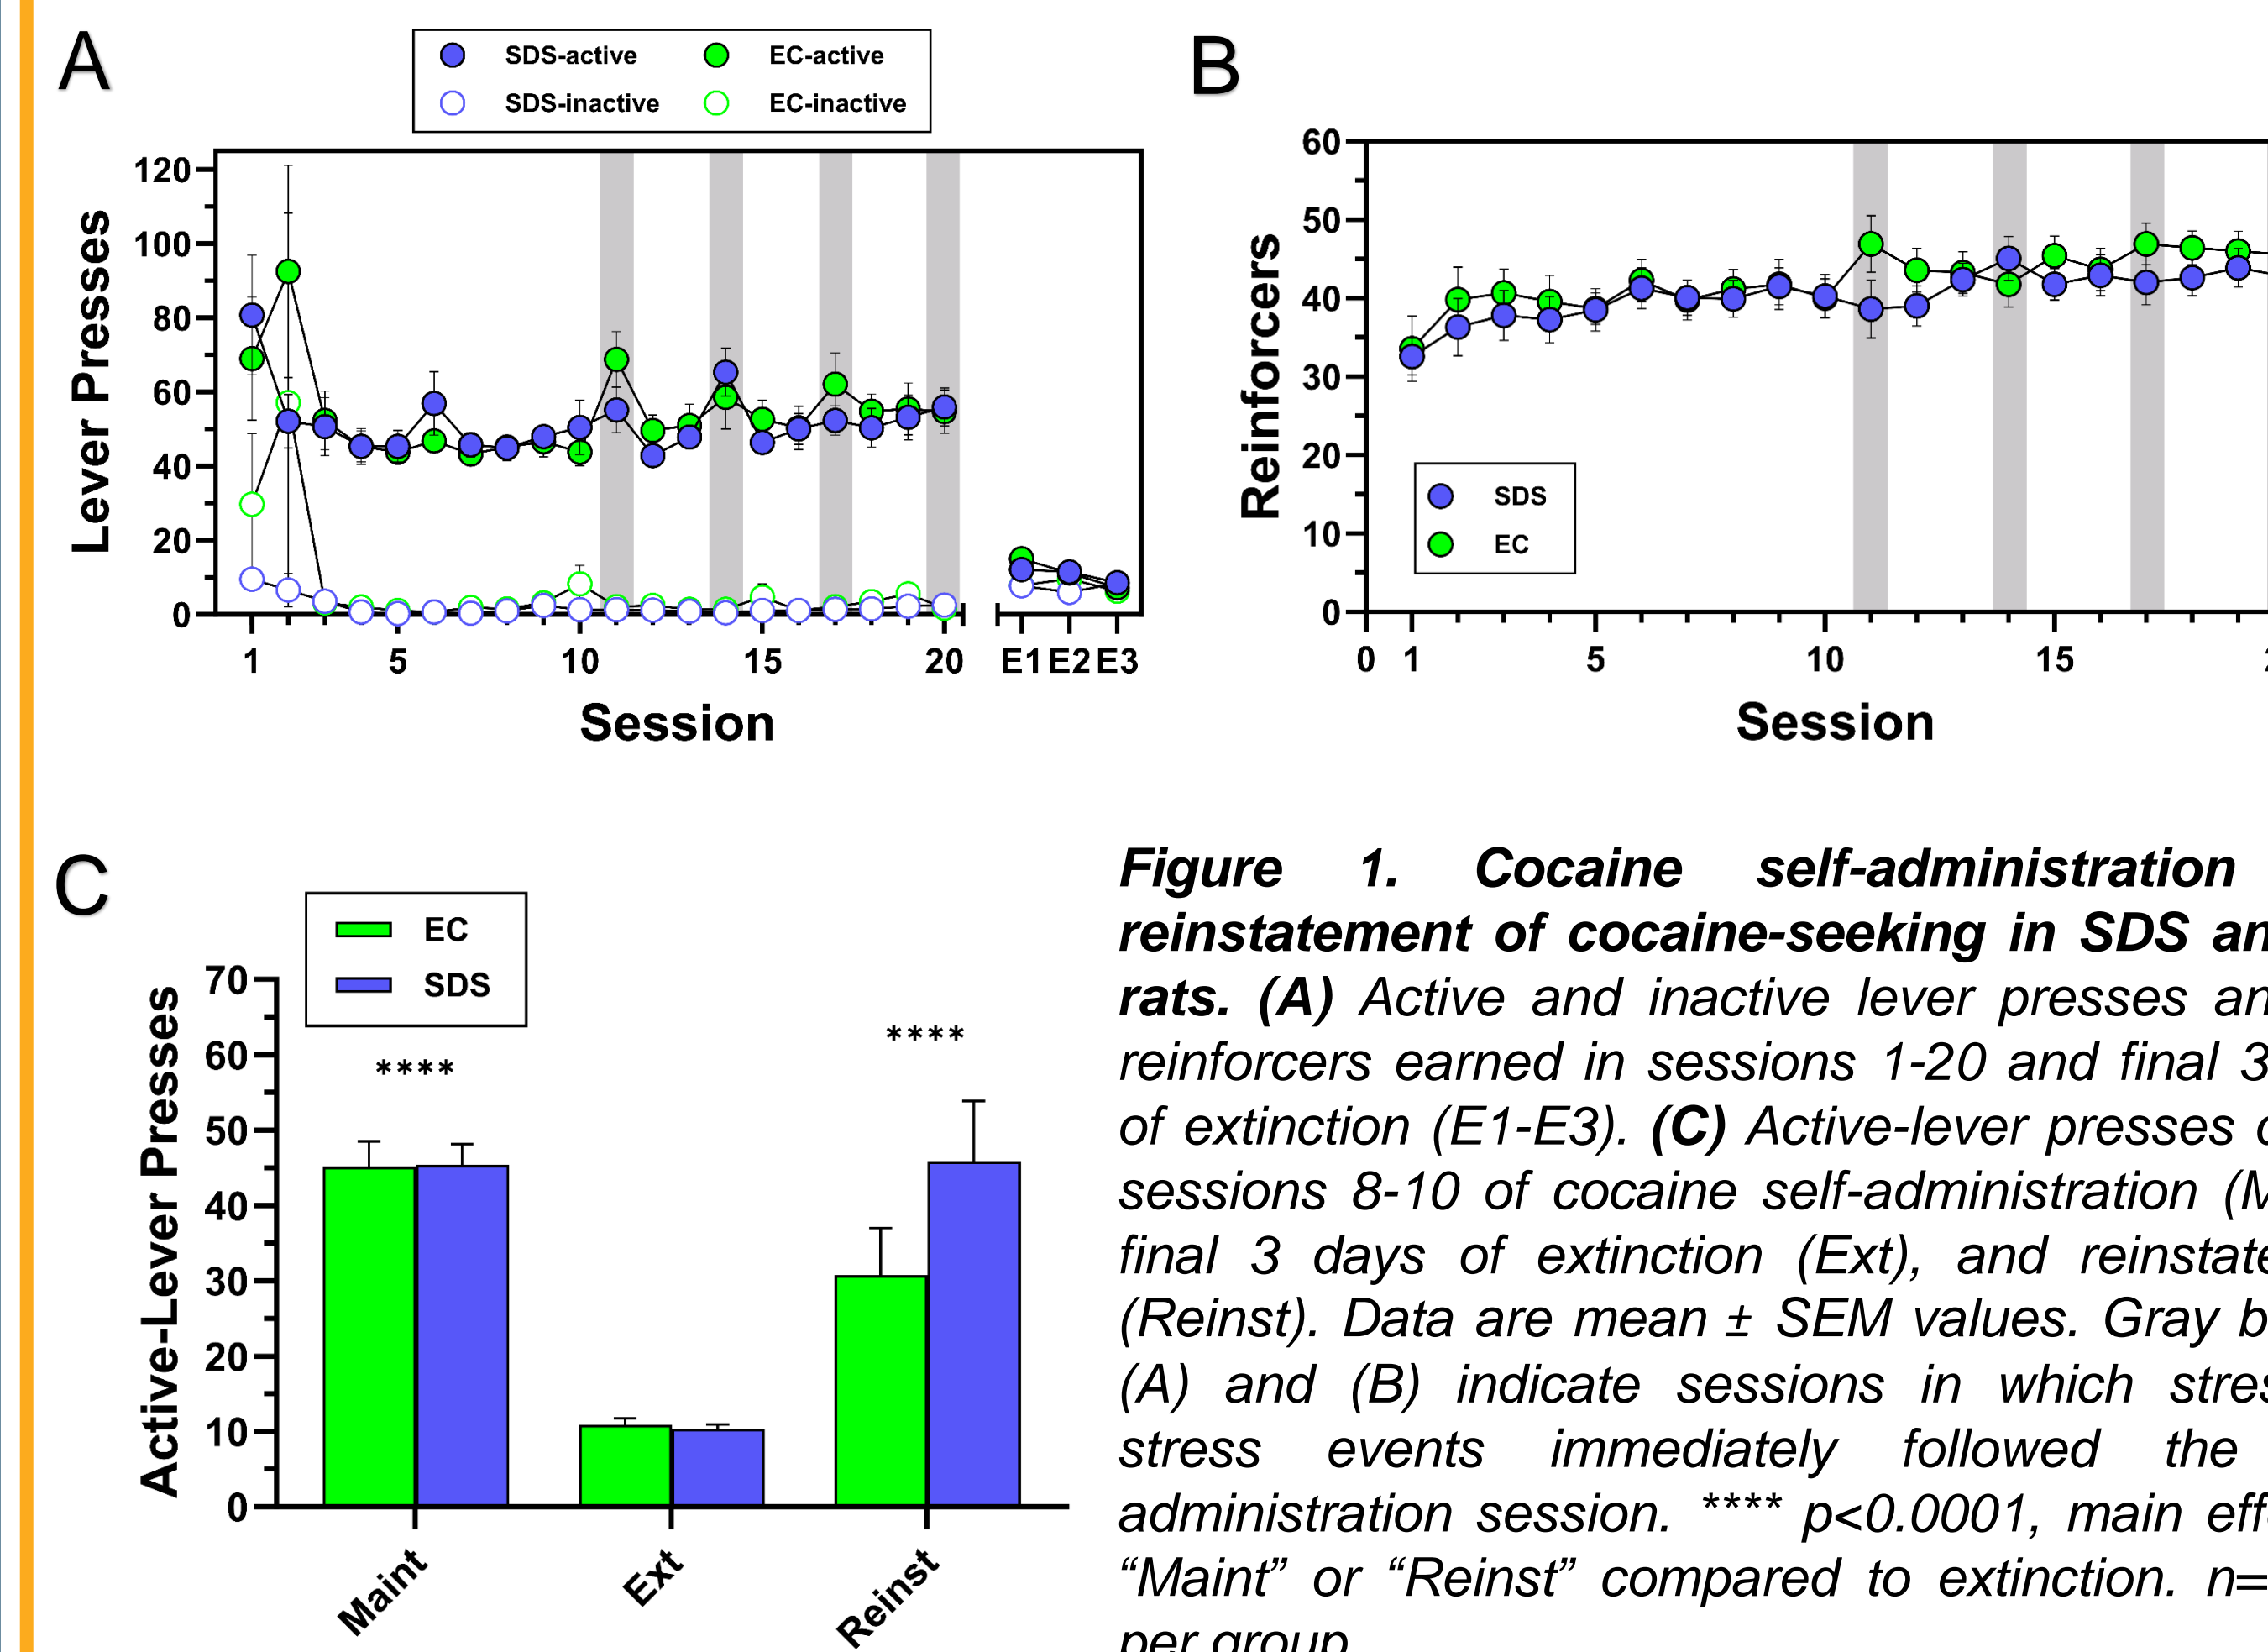 A
SDS-active
EC-active
SDS-inactive
EC-inactive
120
100
80
60
40
20
0
Lever Presses
1
5
10
15
20
E1
E2
E3
Session
B
60
50
40
30
20
10
0
Reinforcers
SDS
EC
0
1
5
10
15
Session
C
EC
SDS
70
60
50
40
30
20
10
0
Active-Lever Presses
****
****
Maint
Ext
Reinst
Figure 1. Cocaine self-administration
reinstatement of cocaine-seeking in SDS
rats. (A) Active and inactive lever presses
reinforcers earned in sessions 1-20 and final 3
of extinction (E1-E3). (C) Active-lever presses
sessions 8-10 of cocaine self-administration
final 3 days of extinction (Ext), and
(Reinst). Data are mean ± SEM values. Gray
(A) and (B) indicate sessions in which
stress events immediately followed the
administration session. **** p<0.0001, main
“Maint” or “Reinst” compared to extinction. n=
per group